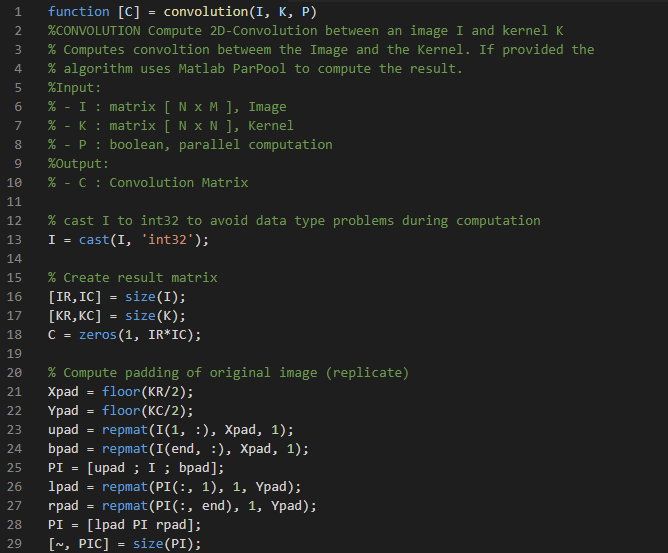 1 function [C] = convolution(I, K, P)
2 %CONVOLUTION Compute 2D-Convolution between an image I and kernel K
3 % Computes convoltion betweem the Image and the Kernel. If provided the
4 % algorithm uses Matlab ParPool to compute the result.
5 %Input:
6 % - I : matrix [ N x M ], Image
7 % - K : matrix [ N x N ], Kernel
8 % - P : boolean, parallel computation
9 %Output:
10 % - C : Convolution Matrix
11
12 % cast I to int32 to avoid data type problems during computation
13 I = cast(I, 'int32');
14
15 % Create result matrix
16 [IR,IC] = size(I);
17 [KR,KC] = size(K);
18 C = zeros(1, IR*IC);
19
20 % Compute padding of original image (replicate)
21 Xpad = floor(KR/2);
22 Ypad = floor(KC/2);
23 upad = repmat(I(1, :), Xpad, 1);
24 bpad = repmat(I(end, :), Xpad, 1);
25 PI = [upad ; I ; bpad];
26 lpad = repmat(PI(:, 1), 1, Ypad);
27 rpad = repmat(PI(:, end), 1, Ypad);
28 PI = [lpad PI rpad];
29 [~, PIC] = size(PI);